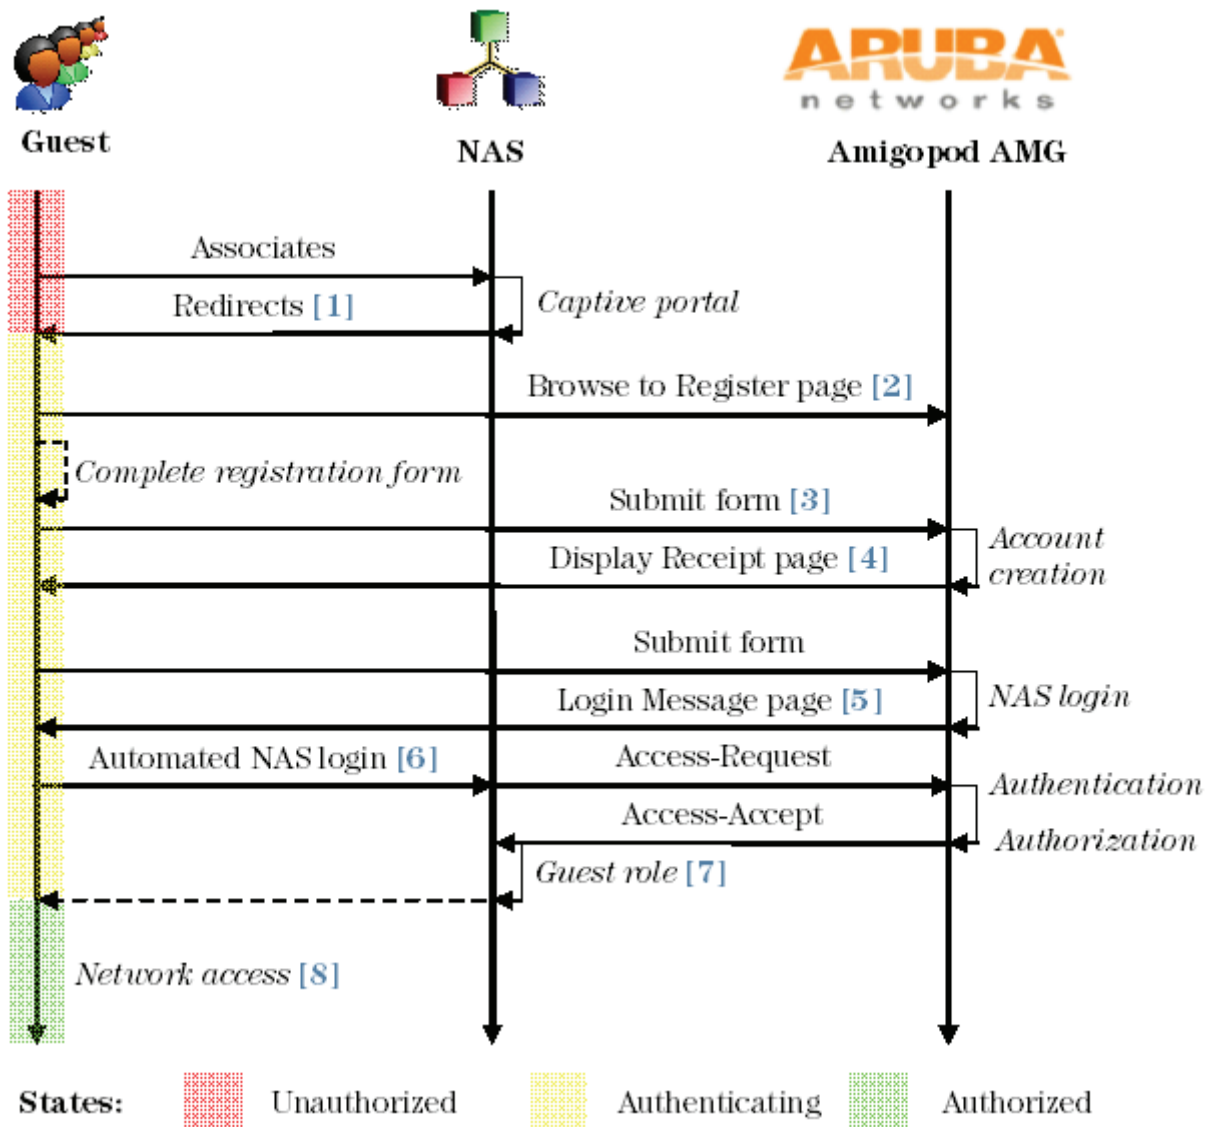 ARUBA
networks
Guest
NAS
Amigopod AMG
Associates
Redirects [1]
Captive portal
Browse to Register page [2]
Complete registration form
Submit form [3]
Account
creation
Display Receipt page [4]
Submit form
Login Message page [5]
NAS login
Automated NAS login [6]
Access-Request
Authentication
Access-Accept
Authorization
Guest role [7]
Network access [8]
States:
Unauthorized
Authenticating
Authorized